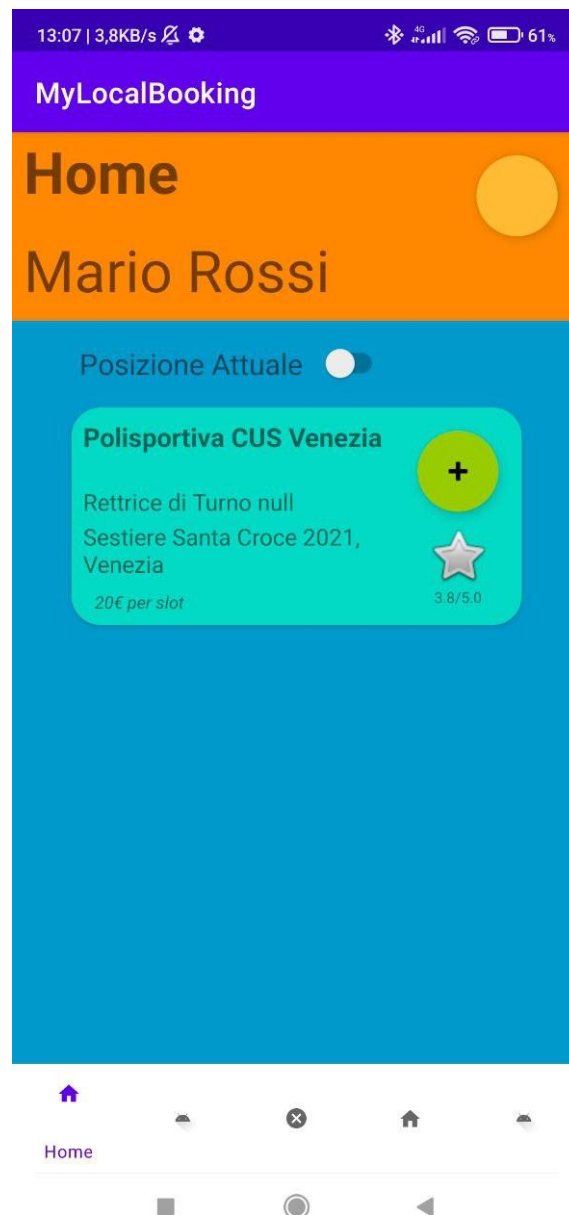 13:07 | 3,8KB/s
4G
61%
MyLocalBooking
Home
Mario Rossi
Posizione Attuale
Polisportiva CUS Venezia
+
Rettrice di Turno null
Sestiere Santa Croce 2021,
Venezia
20€ per slot
3.8/5.0
Home